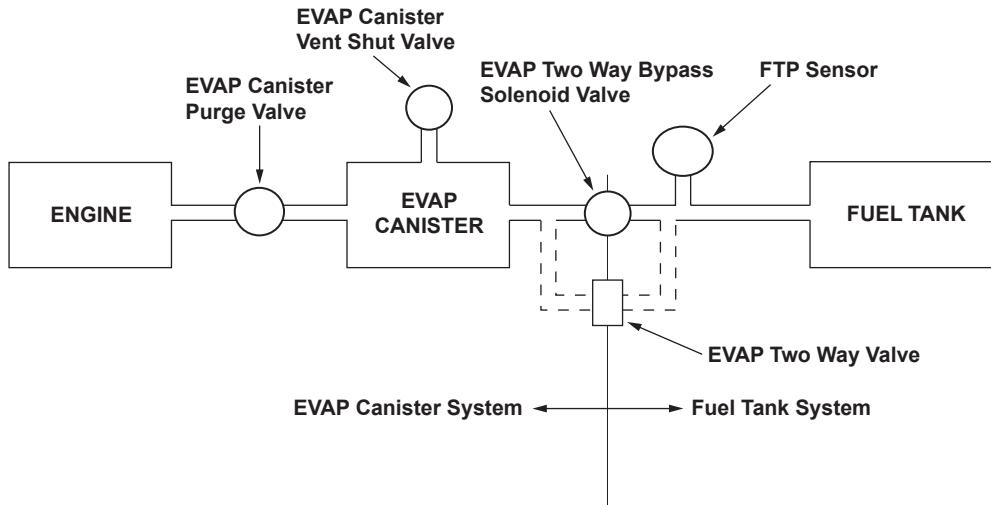 EVAP Canister
Vent Shut Valve
EVAP Two Way Bypass
Solenoid Valve
FTP Sensor
EVAP Canister
Purge Valve
ENGINE
EVAP
CANISTER
FUEL TANK
EVAP Two Way Valve
EVAP Canister System
Fuel Tank System